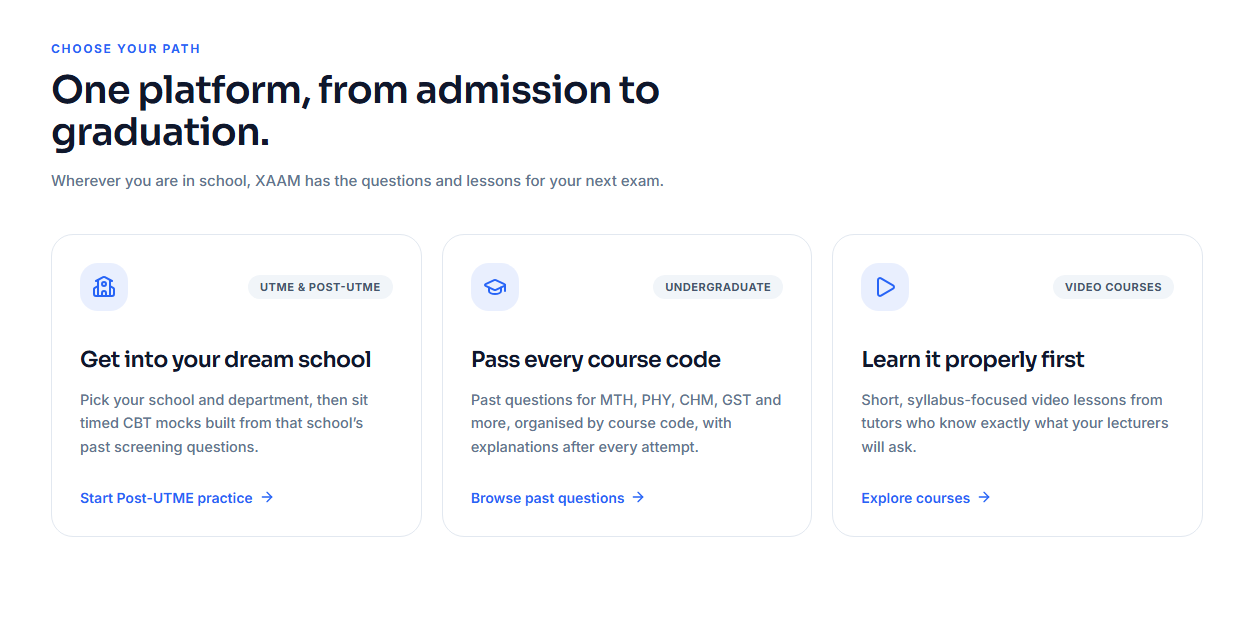 CHOOSE YOUR PATH
One platform, from admission to
graduation.
Wherever you are in school, XAAM has the questions and lessons for your next exam.
UTME & POST-UTME
Get into your dream school
Pick your school and department, then sit
timed CBT mocks built from that school’s
past screening questions.
Start Post-UTME practice →
UNDERGRADUATE
Pass every course code
Past questions for MTH, PHY, CHM, GST and
more, organised by course code, with
explanations after every attempt.
Browse past questions →
VIDEO COURSES
Learn it properly first
Short, syllabus-focused video lessons from
tutors who know exactly what your lecturers
will ask.
Explore courses →